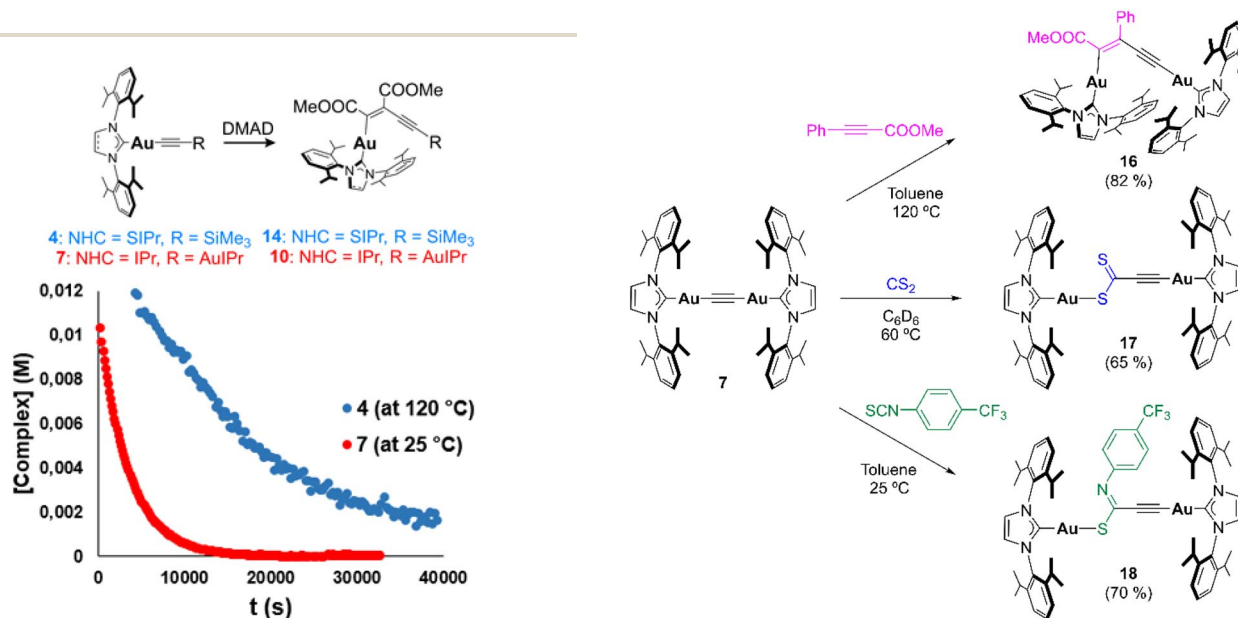 MeOOC
COOMe
DMAD
N
N
Au
R
Au
R
N
N
4: NHC = SIPr, R = SiMe₃ 14: NHC = SIPr, R = SiMe₃
7: NHC = IPr, R = AuIPr 10: NHC = IPr, R = AuIPr
[Complex] (M)
0,012
0,01
0,008
0,006
0,004
0,002
0
4 (at 120 °C)
7 (at 25 °C)
0 10000 20000 30000 40000
t (s)
N
N
Au
Au
N
N
7
Ph
COOMe
Toluene
120 ºC
CS₂
C₆D₆
60 ºC
SCN
CF₃
Toluene
25 ºC
Ph
MeOOC
Au
Au
N
N
N
N
16
(82 %)
S
S
N
N
Au
Au
N
N
17
(65 %)
CF₃
N
S
N
N
Au
Au
N
N
18
(70 %)